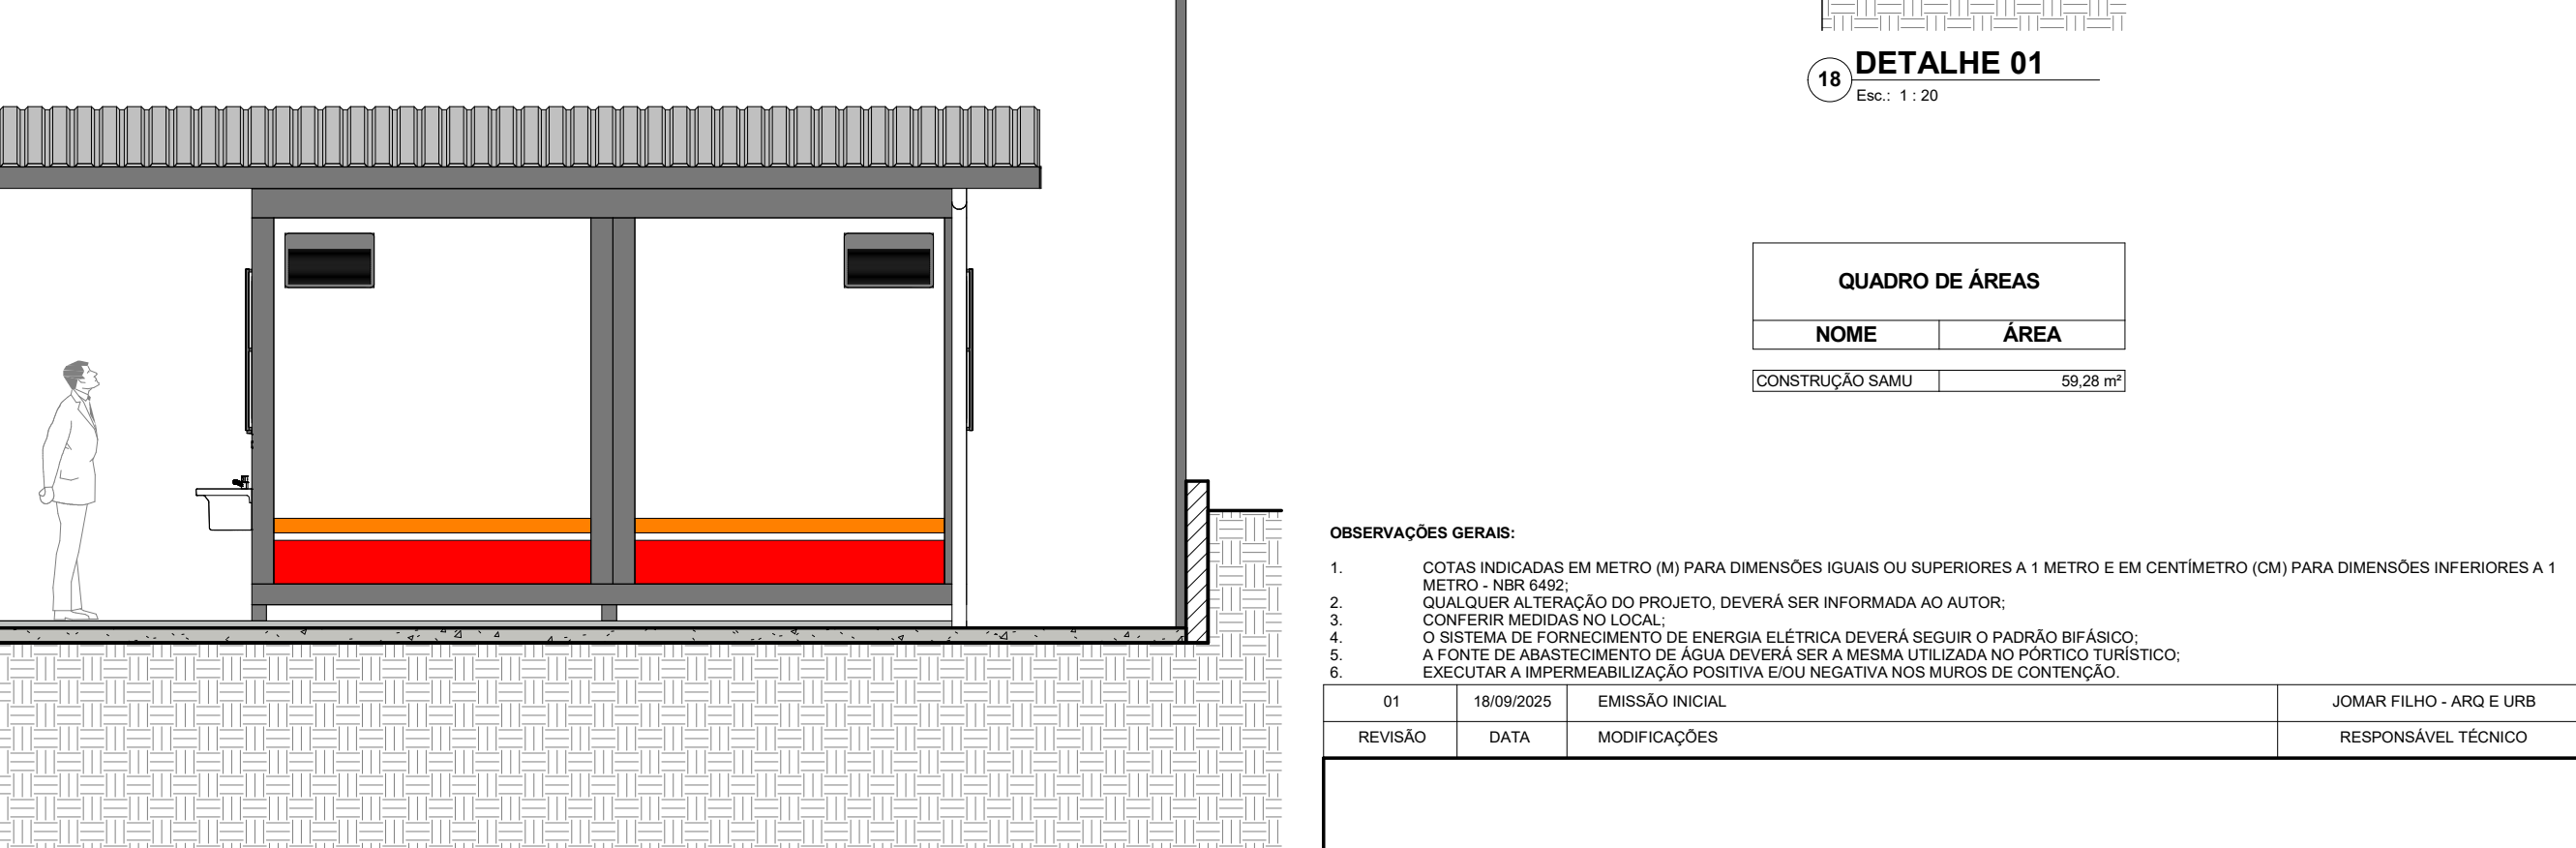 18
DETALHE 01
Esc.: 1 : 20
QUADRO DE ÁREAS
NOME ÁREA
CONSTRUÇÃO SAMU 59,28 m²
OBSERVAÇÕES GERAIS:
1. COTAS INDICADAS EM METRO (M) PARA DIMENSÕES IGUAIS OU SUPERIORES A 1 METRO E EM CENTÍMETRO (CM) PARA DIMENSÕES INFERIORES A 1
METRO - NBR 6492;
2. QUALQUER ALTERAÇÃO DO PROJETO, DEVERÁ SER INFORMADA AO AUTOR;
3. CONFERIR MEDIDAS NO LOCAL;
4. O SISTEMA DE FORNECIMENTO DE ENERGIA ELÉTRICA DEVERÁ SEGUIR O PADRÃO BIFÁSICO;
5. A FONTE DE ABASTECIMENTO DE ÁGUA DEVERÁ SER A MESMA UTILIZADA NO PÓRTICO TURÍSTICO;
6. EXECUTAR A IMPERMEABILIZAÇÃO POSITIVA E/OU NEGATIVA NOS MUROS DE CONTENÇÃO.
01 18/09/2025 EMISSÃO INICIAL JOMAR FILHO - ARQ E URB
REVISÃO DATA MODIFICAÇÕES RESPONSÁVEL TÉCNICO